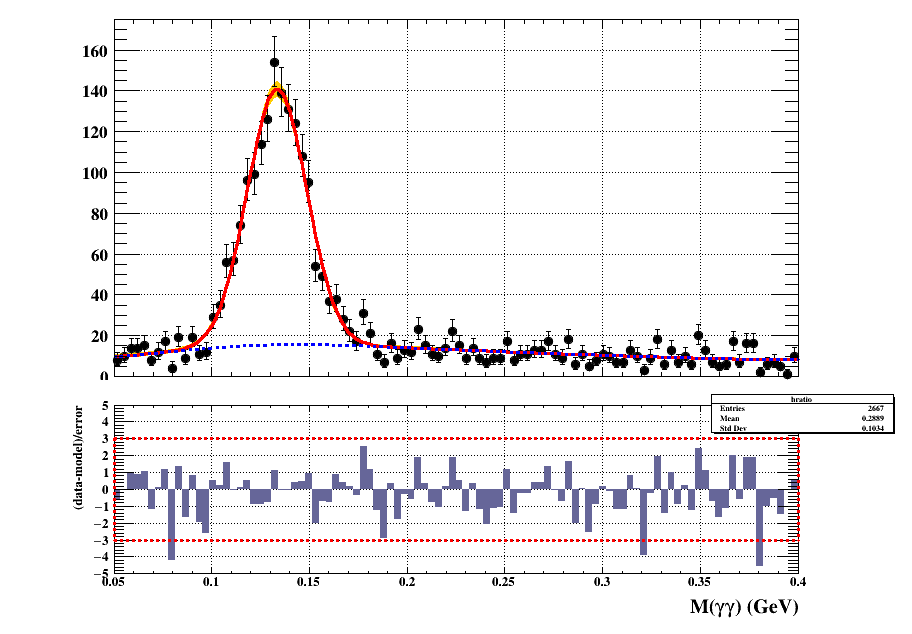 160
140
120
100
80
60
40
20
0
(data-model)/error
5
4
3
2
1
0
−1
−2
−3
−4
−5
hratio
Entries 2667
Mean 0.2889
Std Dev 0.1034
0.05 0.1 0.15 0.2 0.25 0.3 0.35 0.4
M(γγ) (GeV)